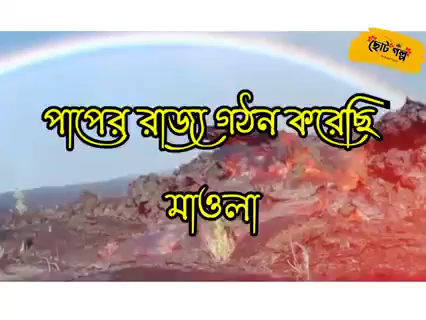 ছোট গল্প
পাপের রাজ্য গঠন করেছি
মাওলা